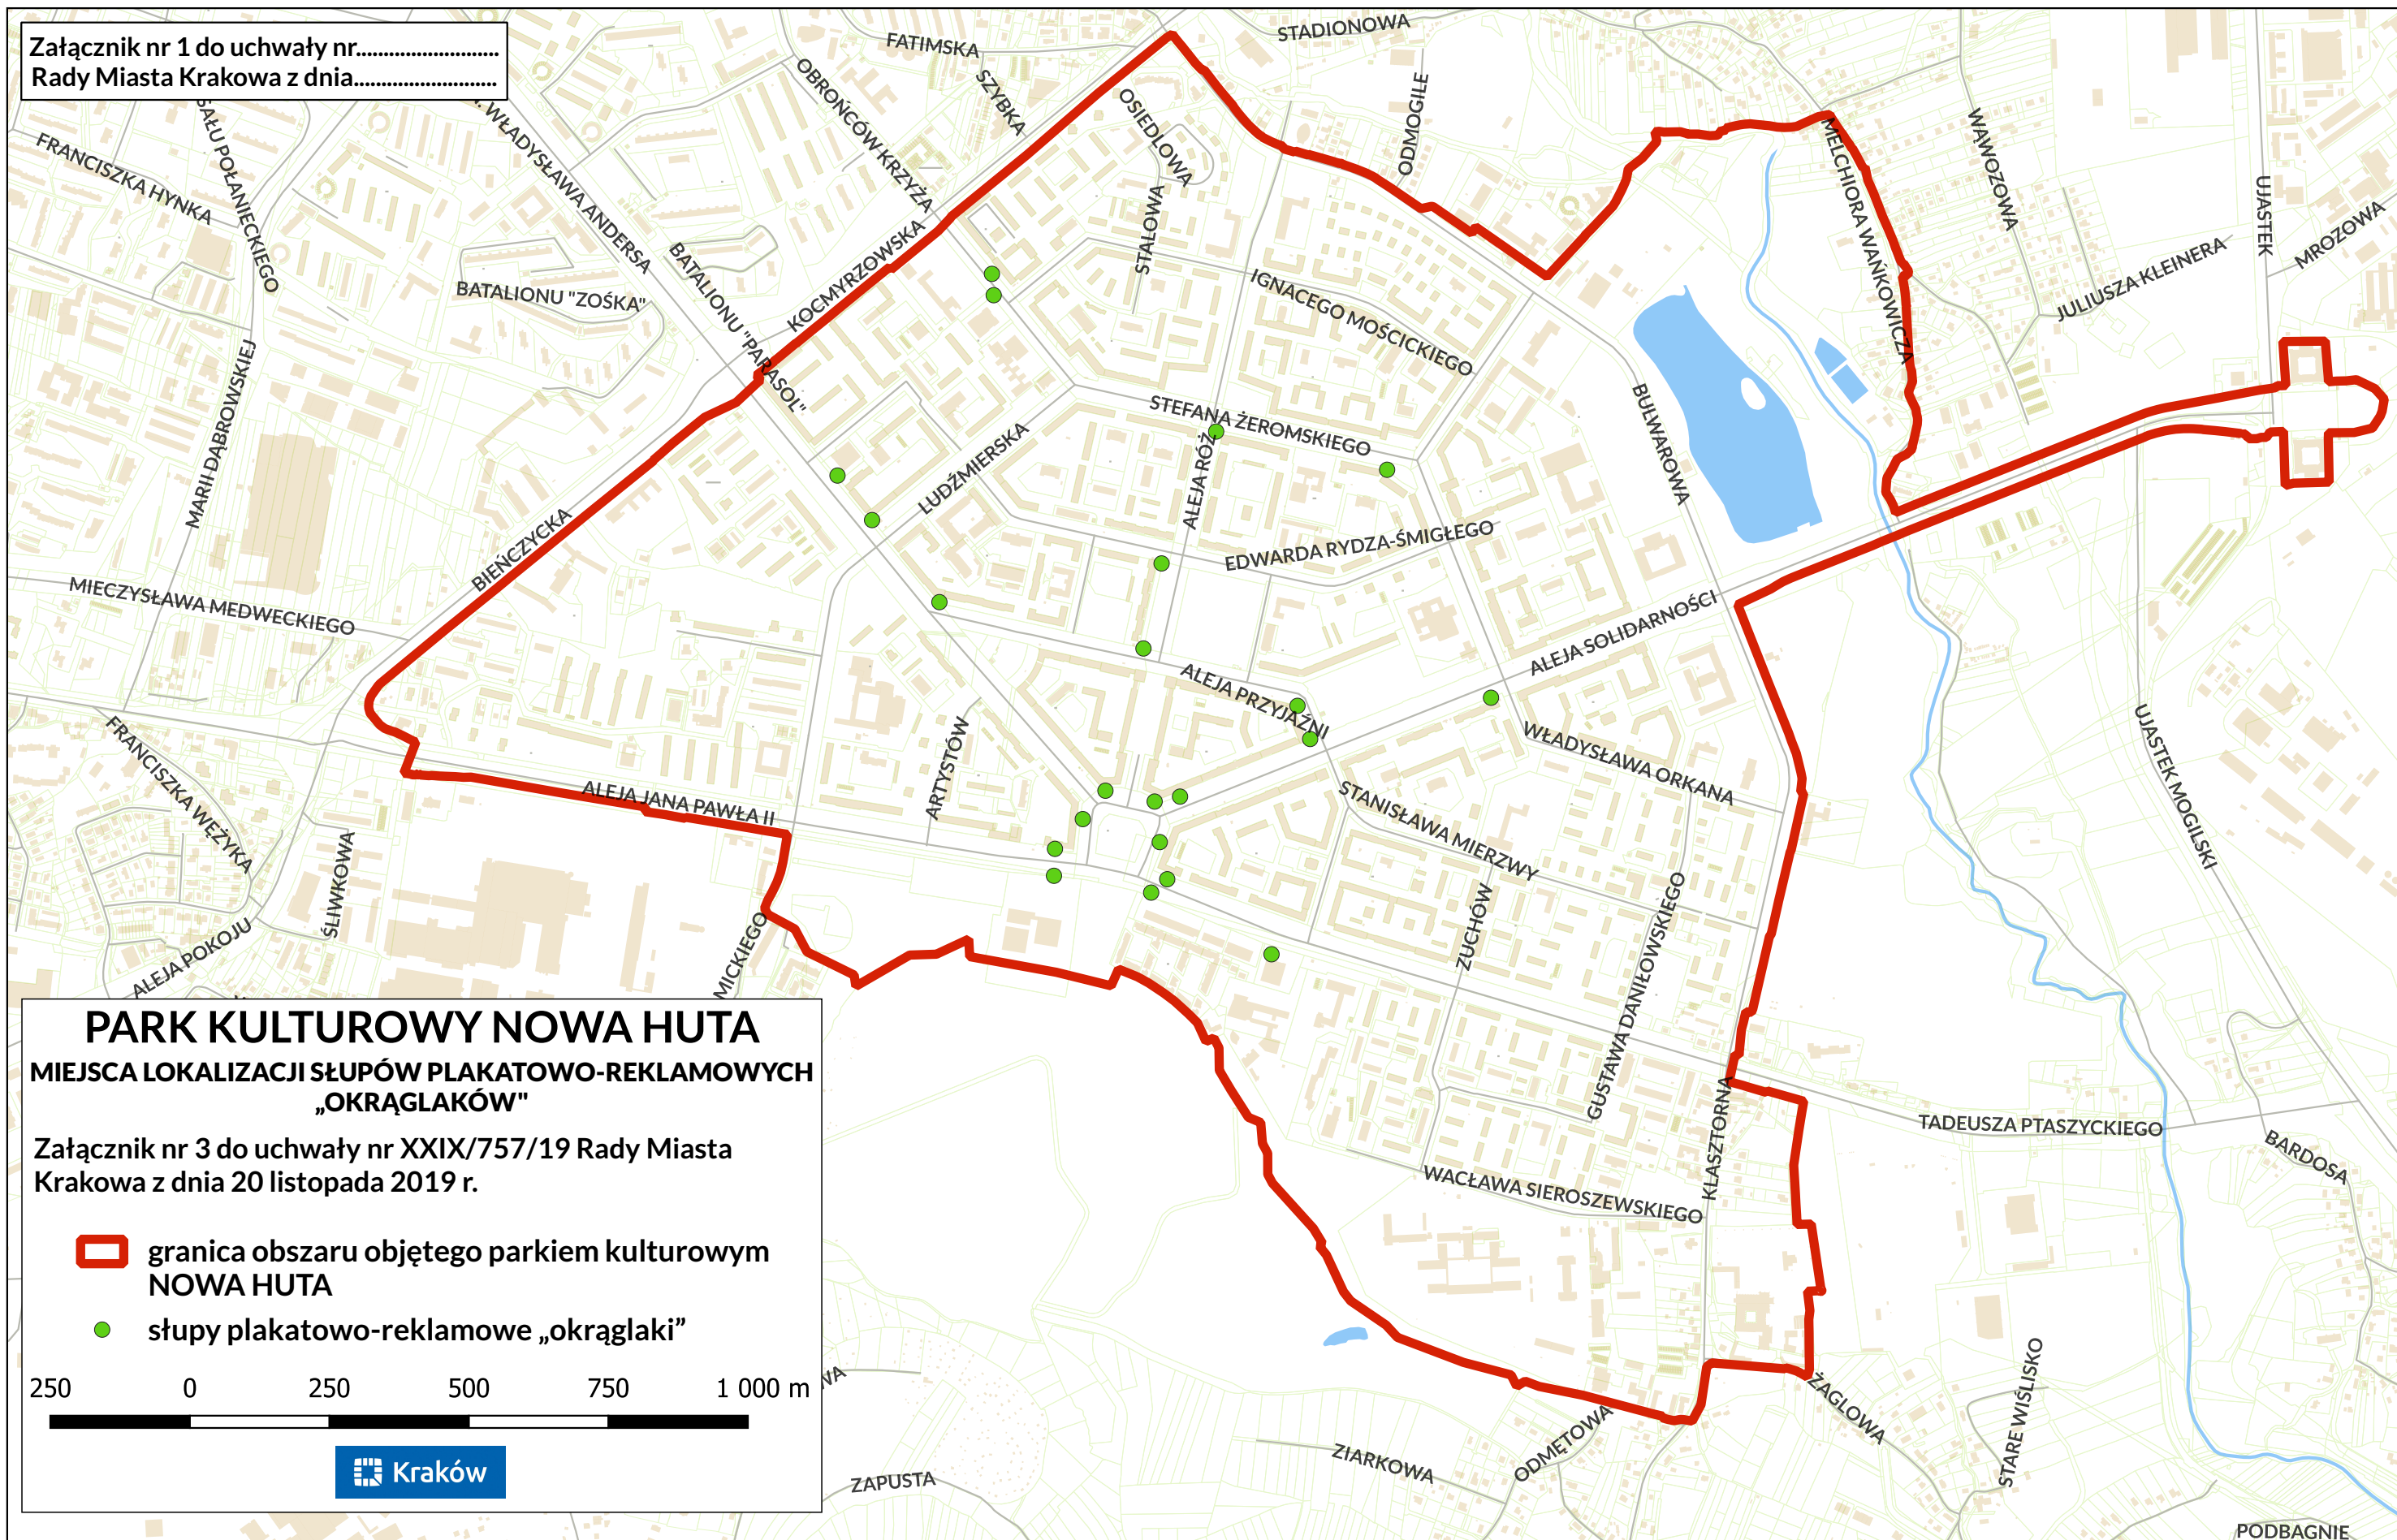 Załącznik nr 1 do uchwały nr..........................
Rady Miasta Krakowa z dnia..........................
STADIONOWA
FATIMSKA
SZYBKA
OBROŃCÓW KRZYŻA
OSIEDLOWA
ODMOGILE
WŁADYSŁAWA ANDERSA
POŁANIECKIEGO
FRANCISZKA HYNKA
MELCHIORA WAŃKOWICZA
WĄWOZOWA
UJASTEK
MROZOWA
JULIUSZA KLEINERA
STALOWA
KOCMYRZOWSKA
BATALIONU "PARASOL"
BATALIONU "ZOŚKA"
IGNACEGO MOŚCICKIEGO
MARII DĄBROWSKIEJ
STEFANA ŻEROMSKIEGO
BULWAROWA
LUDŹMIERSKA
ALEJA RÓŻ
BIEŃCZYCKA
EDWARDA RYDZA-ŚMIGŁEGO
MIECZYSŁAWA MEDWECKIEGO
ALEJA SOLIDARNOŚCI
ALEJA PRZYJAŹNI
FRANCISZKA WĘŻYKA
ARTYSTÓW
WŁADYSŁAWA ORKANA
UJASTEK MOGILSKI
ALEJA JANA PAWŁA II
STANISŁAWA MIERZWY
ŚLIWKOWA
ZUCHÓW
GUSTAWA DANIŁOWSKIEGO
ALEJA POKOJU
MICKIEGO
KLASZTORNA
TADEUSZA PTASZYCKIEGO
BARDOSA
WACŁAWA SIEROSZEWSKIEGO
PARK KULTUROWY NOWA HUTA
MIEJSCA LOKALIZACJI SŁUPÓW PLAKATOWO-REKLAMOWYCH
„OKRĄGLAKÓW"
Załącznik nr 3 do uchwały nr XXIX/757/19 Rady Miasta
Krakowa z dnia 20 listopada 2019 r.
granica obszaru objętego parkiem kulturowym
NOWA HUTA
słupy plakatowo-reklamowe „okrąglaki”
250 0 250 500 750 1 000 m
Kraków
ŻAGLOWA
STARE WIŚLISKO
ODMĘTOWA
ZIARKOWA
ZAPUSTA
PODBAGNIE